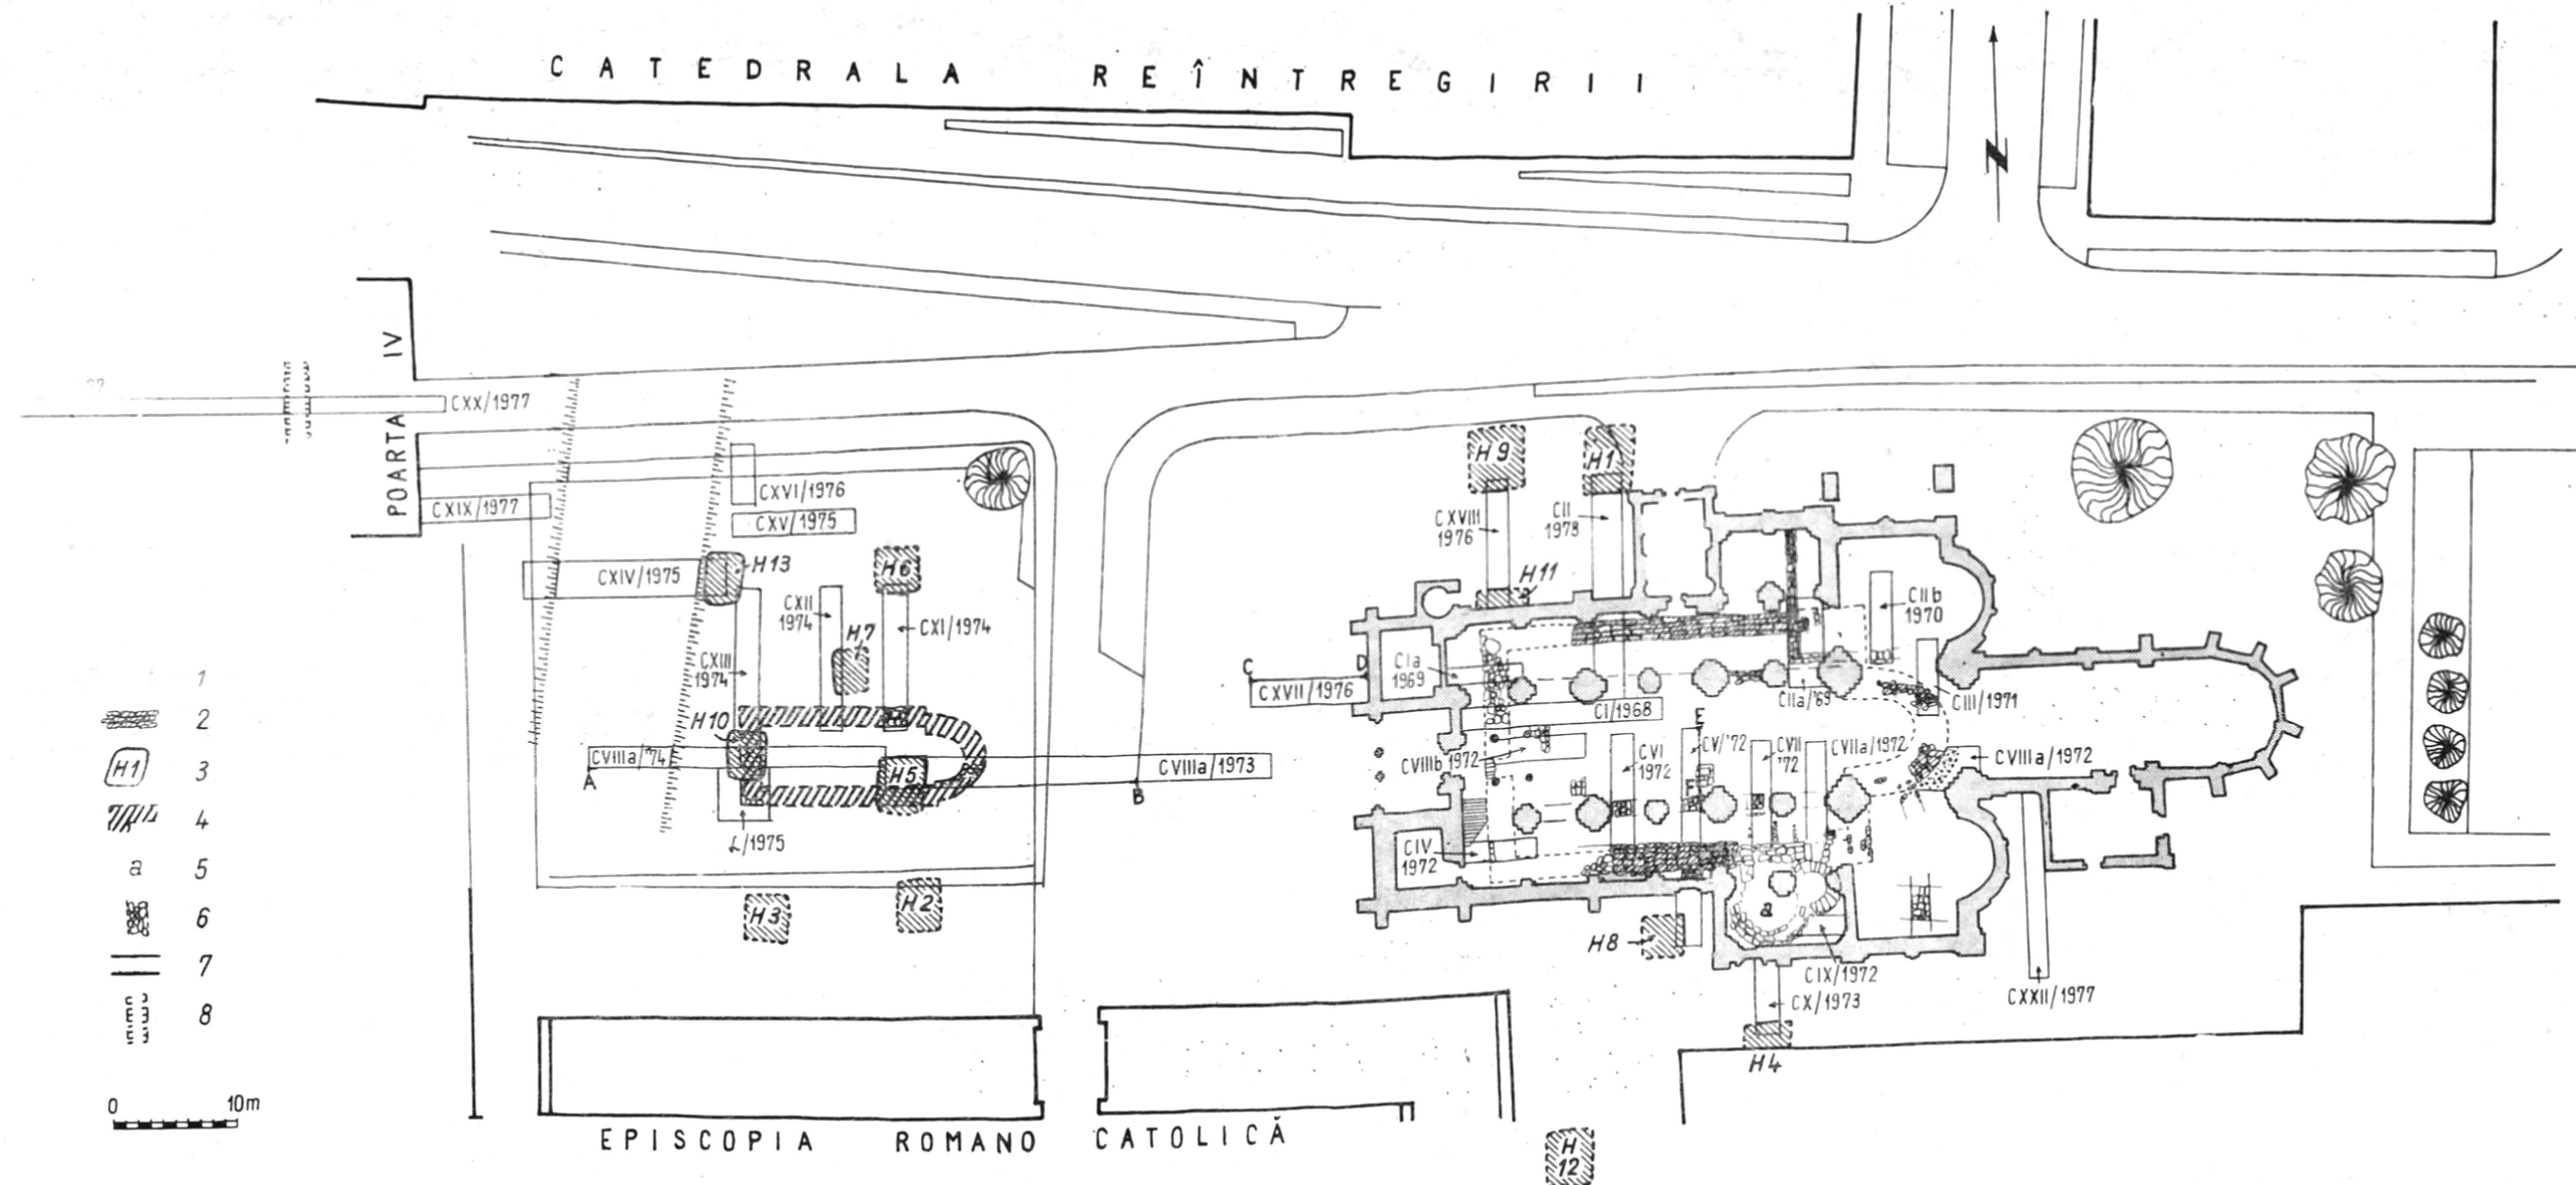 CATEDRALA REÎNTREGIRII
N
POARTA IV
CXX/1977
CXIX/1977
CXVI/1976
CXV/1975
CXIV/1975
H13
H6
CXII
1974
H7
CXI/1974
CXIII
1974
H10
CVIIIa/'74
A
H5
CVIIIa/1973
B
L/1975
H3
H2
H9
H1
CXVIII
1976
CII
1973
H11
CIIb
1970
C
D
CXVII/1976
CIa
1969
CI/1968
CIIa/'69
CIII/1971
E
CVIIIb 1972
CVI
1972
CV/'72
CVII
'72
CVIIa/1972
CVIIIa/1972
F
CIV
1972
a
H8
CIX/1972
CX/1973
CXXII/1977
H4
1
2
H1
3
4
a
5
6
7
8
0
10m
EPISCOPIA ROMANO CATOLICĂ
H
12